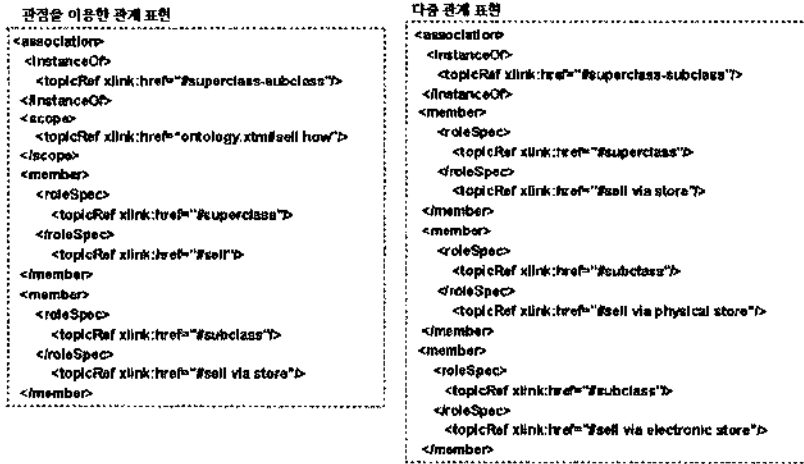 관점을 이용한 관계 표현
<association>
<instanceOf>
<topicRef xlink:href="#superclass-subclass"/>
</instanceOf>
<scope>
<topicRef xlink:href="ontology.xtm#sell how"/>
</scope>
<member>
<roleSpec>
<topicRef xlink:href="#superclass"/>
</roleSpec>
<topicRef xlink:href="#sell"/>
</member>
<member>
<roleSpec>
<topicRef xlink:href="#subclass"/>
</roleSpec>
<topicRef xlink:href="#sell via store"/>
</member>
다중 관계 표현
<association>
<instanceOf>
<topicRef xlink:href="#superclass-subclass"/>
</instanceOf>
<member>
<roleSpec>
<topicRef xlink:href="#superclass"/>
</roleSpec>
<topicRef xlink:href="#sell via store"/>
</member>
<member>
<roleSpec>
<topicRef xlink:href="#subclass"/>
</roleSpec>
<topicRef xlink:href="#sell via physical store"/>
</member>
<member>
<roleSpec>
<topicRef xlink:href="#subclass"/>
</roleSpec>
<topicRef xlink:href="#sell via electronic store"/>
</member>